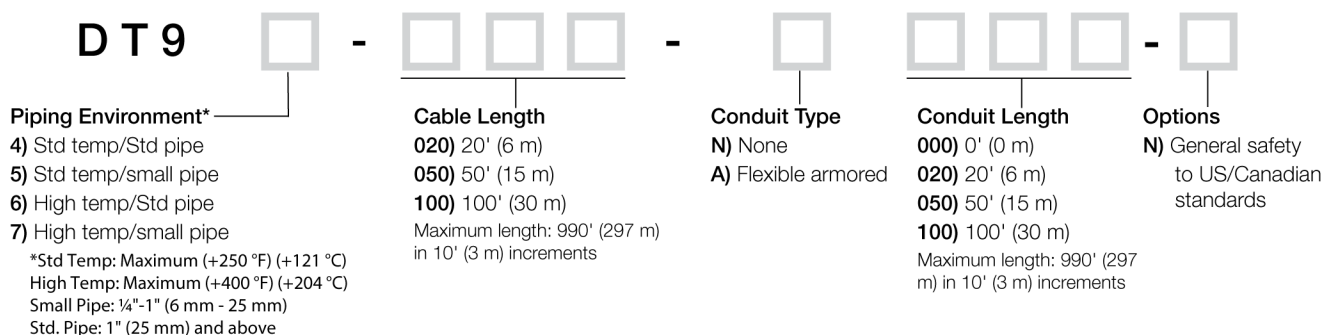 DT9 - - -
Piping Environment*
4) Std temp/Std pipe
5) Std temp/small pipe
6) High temp/Std pipe
7) High temp/small pipe
*Std Temp: Maximum (+250 °F) (+121 °C)
High Temp: Maximum (+400 °F) (+204 °C)
Small Pipe: ¼"-1" (6 mm - 25 mm)
Std. Pipe: 1" (25 mm) and above
Cable Length
020) 20' (6 m)
050) 50' (15 m)
100) 100' (30 m)
Maximum length: 990' (297 m)
in 10' (3 m) increments
Conduit Type
N) None
A) Flexible armored
Conduit Length
000) 0' (0 m)
020) 20' (6 m)
050) 50' (15 m)
100) 100' (30 m)
Maximum length: 990' (297
m) in 10' (3 m) increments
Options
N) General safety
to US/Canadian
standards